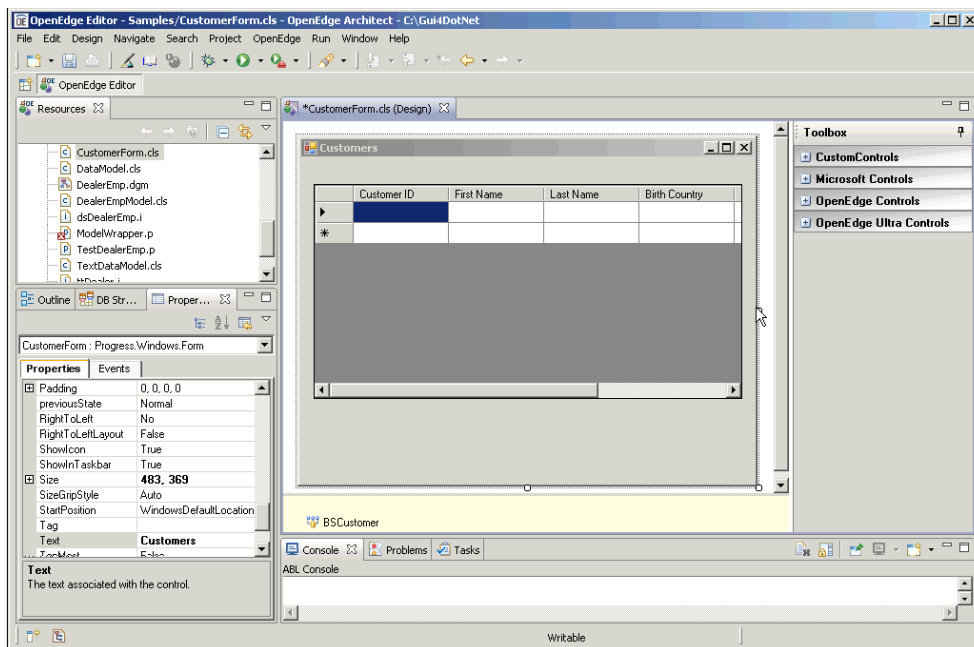 OpenEdge Editor - Samples/CustomerForm.cls - OpenEdge Architect - C:\Gui4DotNet
File Edit Design Navigate Search Project OpenEdge Run Window Help
OpenEdge Editor
Resources
CustomerForm.cls
DataModel.cls
DealerEmp.dgm
DealerEmpModel.cls
dsDealerEmp.i
ModelWrapper.p
TestDealerEmp.p
TextDataModel.cls
ttDealer.i
Outline DB Str... Proper...
CustomerForm : Progress.Windows.Form
Properties Events
Padding 0, 0, 0, 0
previousState Normal
RightToLeft No
RightToLeftLayout False
ShowIcon True
ShowInTaskbar True
Size 483, 369
SizeGripStyle Auto
StartPosition WindowsDefaultLocation
Tag
Text Customers
TopMost False
Text
The text associated with the control.
*CustomerForm.cls (Design)
Customers
Customer ID First Name Last Name Birth Country
BSCustomer
Toolbox
CustomControls
Microsoft Controls
OpenEdge Controls
OpenEdge Ultra Controls
Console Problems Tasks
ABL Console
Writable